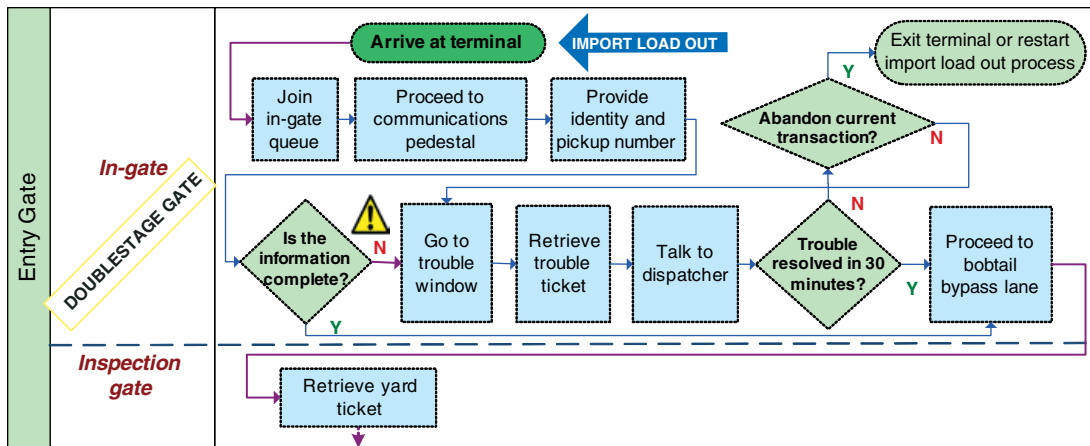 Entry Gate
In-gate
DOUBLESTAGE GATE
Inspection
gate
Arrive at terminal
IMPORT LOAD OUT
Exit terminal or restart
import load out process
Join
in-gate
queue
Proceed to
communications
pedestal
Provide
identity and
pickup number
Abandon current
transaction?
Y
N
Is the
information
complete?
N
Y
Go to
trouble
window
Retrieve
trouble
ticket
Talk to
dispatcher
Trouble
resolved in 30
minutes?
N
Y
Proceed to
bobtail
bypass lane
Retrieve yard
ticket